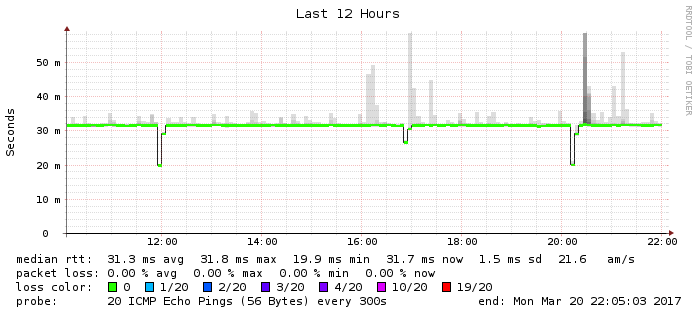 Last 12 Hours
RRDTOOL / TOBI OETIKER
Seconds
50 m
40 m
30 m
20 m
10 m
0
12:00 14:00 16:00 18:00 20:00 22:00
median rtt: 31.3 ms avg 31.8 ms max 19.9 ms min 31.7 ms now 1.5 ms sd 21.6 am/s
packet loss: 0.00 % avg 0.00 % max 0.00 % min 0.00 % now
loss color: 0 1/20 2/20 3/20 4/20 10/20 19/20
probe: 20 ICMP Echo Pings (56 Bytes) every 300s end: Mon Mar 20 22:05:03 2017